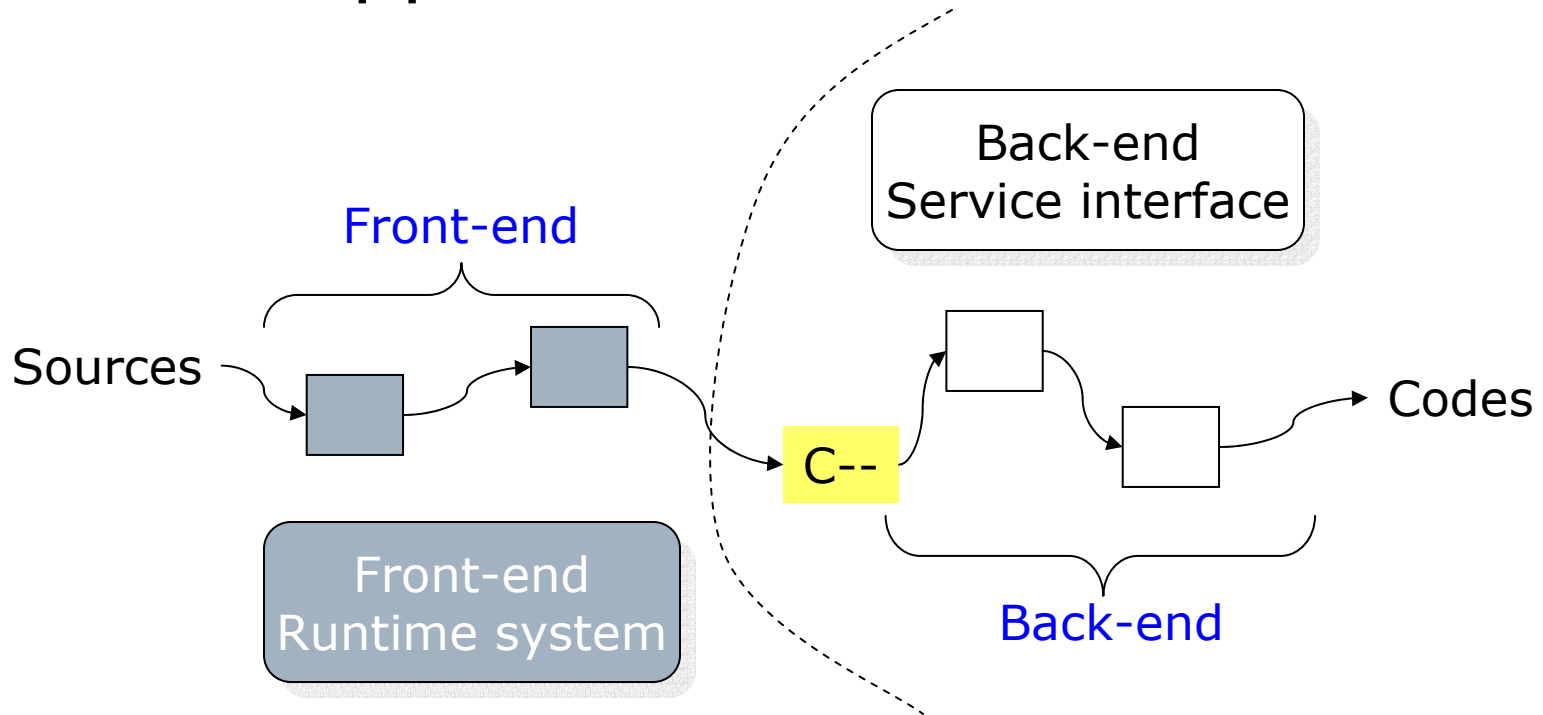 Back-end
Service interface
Front-end
Sources
Codes
C--
Front-end
Runtime system
Back-end